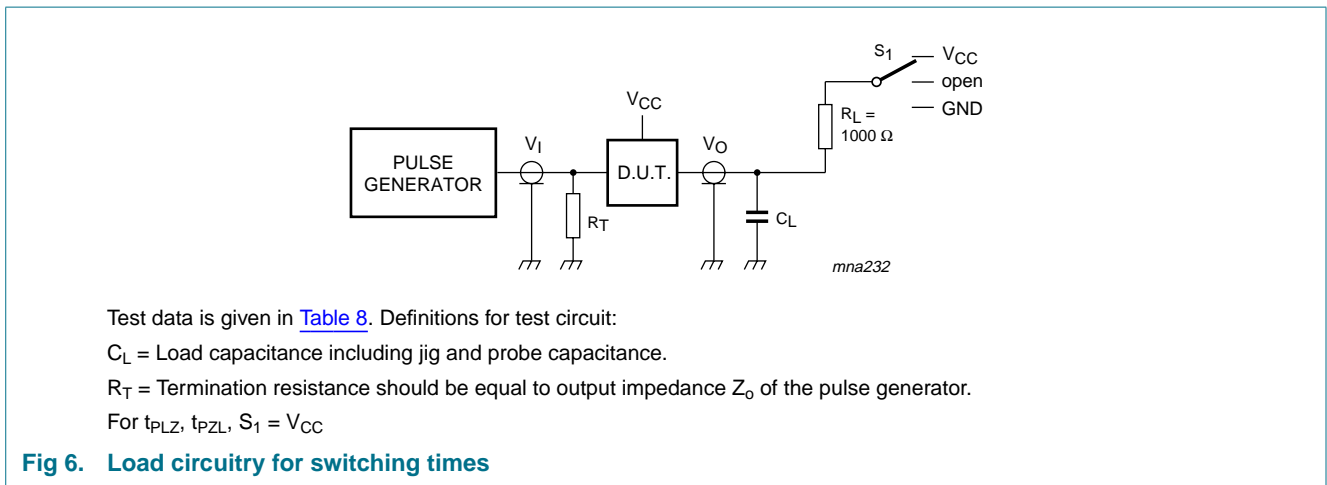 S1
VCC
open
GND
VCC
RL =
1000 Ω
VI
VO
PULSE
GENERATOR
D.U.T.
RT
CL
mna232
Test data is given in Table 8. Definitions for test circuit:
CL = Load capacitance including jig and probe capacitance.
RT = Termination resistance should be equal to output impedance Zo of the pulse generator.
For tPLZ, tPZL, S1 = VCC
Fig 6. Load circuitry for switching times